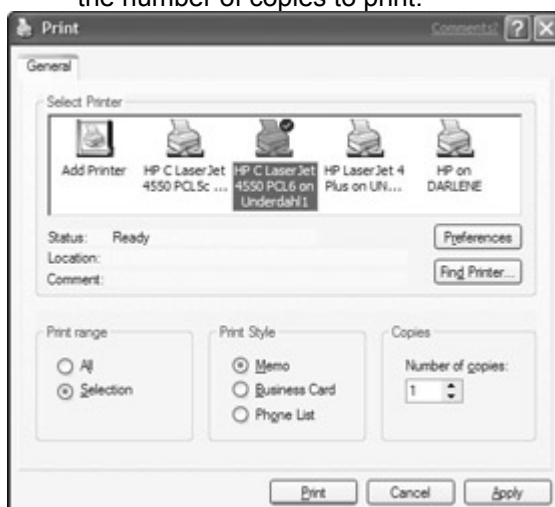 the number of copies to print.
Print
Comments?
General
Select Printer
Add Printer
HP C LaserJet
4550 PCL5c ...
HP C LaserJet
4550 PCL6 on
Underdahl1
HP LaserJet 4
Plus on UN...
HP on
DARLENE
Status: Ready
Location:
Comment:
Preferences
Find Printer...
Print range
All
Selection
Print Style
Memo
Business Card
Phone List
Copies
Number of copies:
1
Print
Cancel
Apply